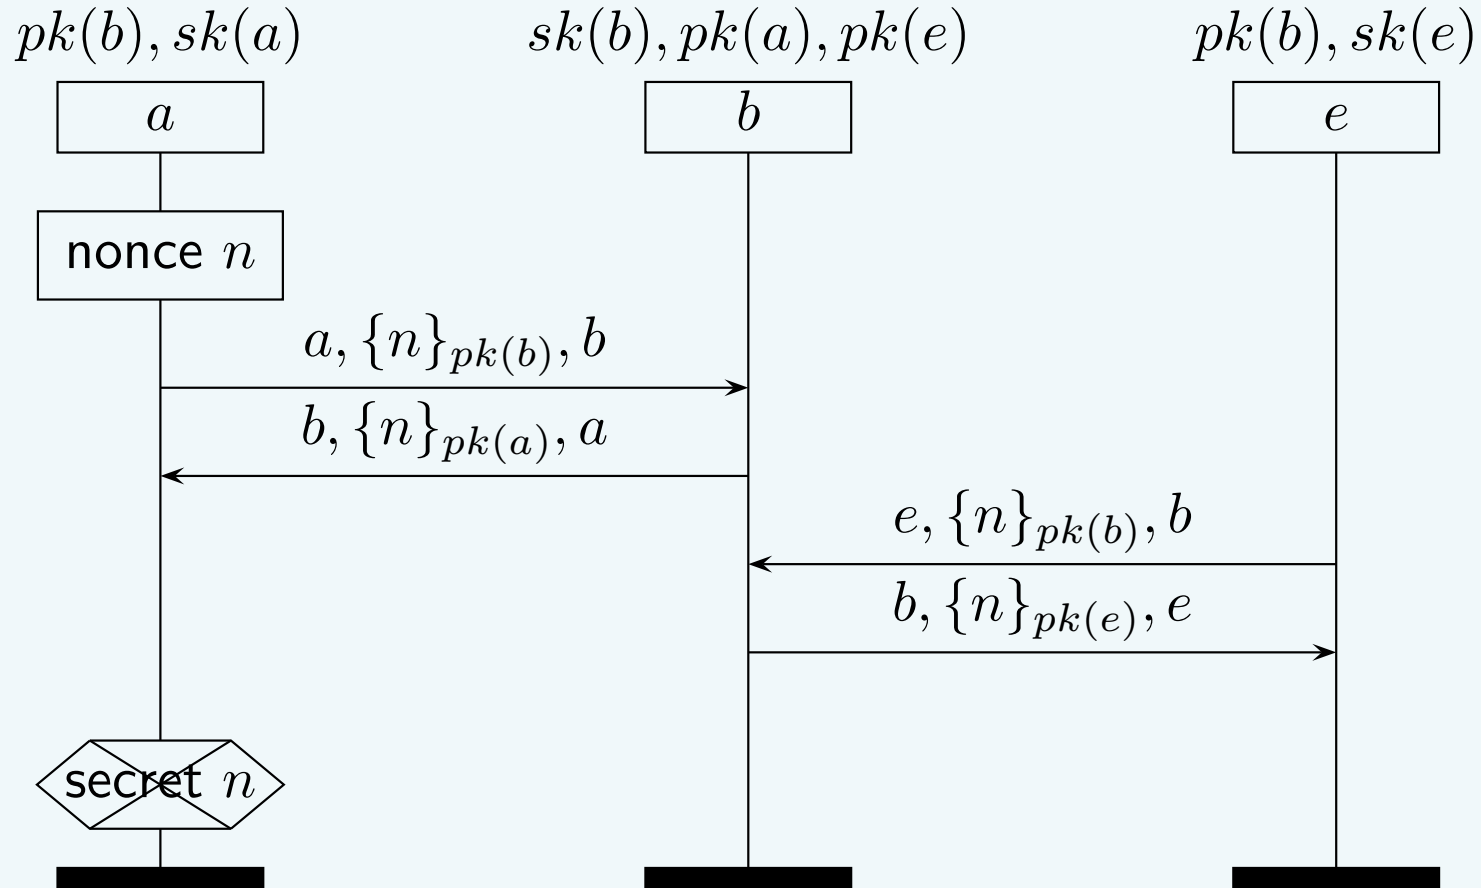 pk(b), sk(a)
sk(b), pk(a), pk(e)
pk(b), sk(e)
a
b
e
nonce n
a, {n}pk(b), b
b, {n}pk(a), a
e, {n}pk(b), b
b, {n}pk(e), e
secret n